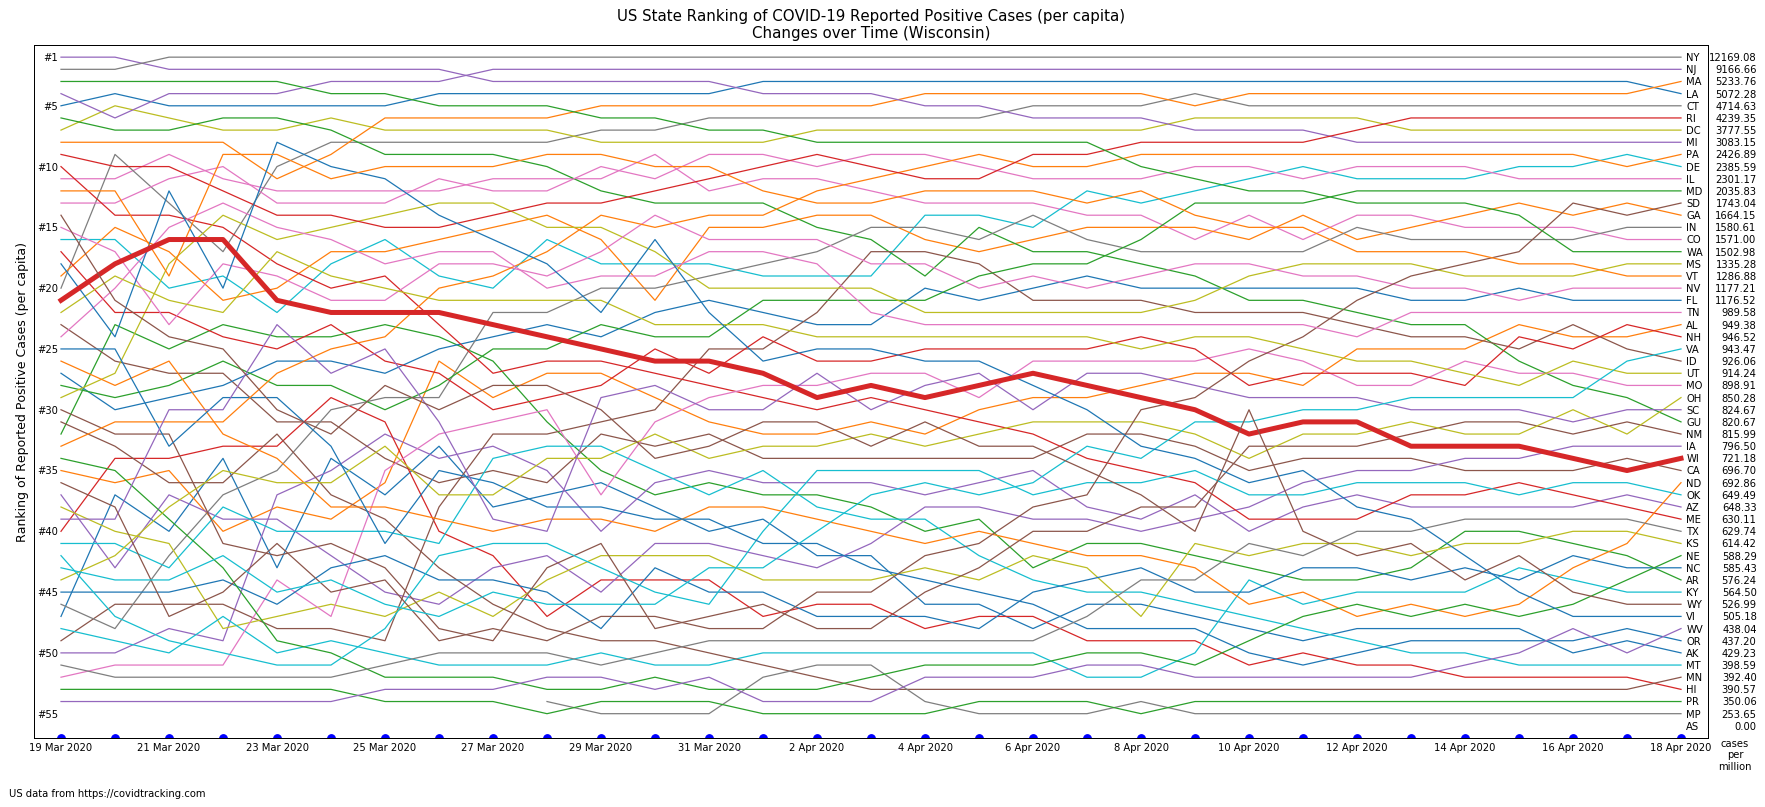 US State Ranking of COVID-19 Reported Positive Cases (per capita)
Changes over Time (Wisconsin)
Ranking of Reported Positive Cases (per capita)
#1
#5
#10
#15
#20
#25
#30
#35
#40
#45
#50
#55
NY 12169.08
NJ 9166.66
MA 5233.76
LA 5072.28
CT 4714.63
RI 4239.35
DC 3777.55
MI 3083.15
PA 2426.89
DE 2385.59
IL 2301.17
MD 2035.83
SD 1743.04
GA 1664.15
IN 1580.61
CO 1571.00
WA 1502.98
MS 1335.28
VT 1286.88
NV 1177.21
FL 1176.52
TN 989.58
AL 949.38
NH 946.52
VA 943.47
ID 926.06
UT 914.24
MO 898.91
OH 850.28
SC 824.67
GU 820.67
NM 815.99
IA 796.50
WI 721.18
CA 696.70
ND 692.86
OK 649.49
AZ 648.33
ME 630.11
TX 629.74
KS 614.42
NE 588.29
NC 585.43
AR 576.24
KY 564.50
WY 526.99
VI 505.18
WV 438.04
OR 437.20
AK 429.23
MT 398.59
MN 392.40
HI 390.57
PR 350.06
MP 253.65
AS 0.00
19 Mar 2020 21 Mar 2020 23 Mar 2020 25 Mar 2020 27 Mar 2020 29 Mar 2020 31 Mar 2020 2 Apr 2020 4 Apr 2020 6 Apr 2020 8 Apr 2020 10 Apr 2020 12 Apr 2020 14 Apr 2020 16 Apr 2020 18 Apr 2020
cases
per
million
US data from https://covidtracking.com